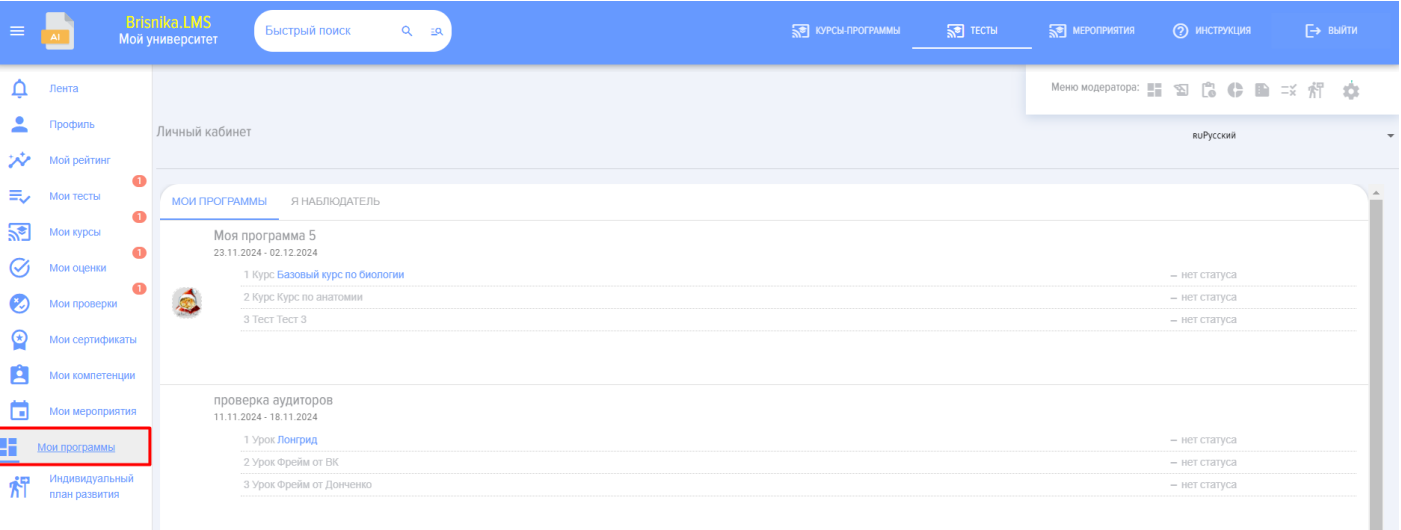 Brisnika.LMS
Мой университет
AI
Быстрый поиск
КУРСЫ-ПРОГРАММЫ
ТЕСТЫ
МЕРОПРИЯТИЯ
ИНСТРУКЦИЯ
ВЫЙТИ
Меню модератора:
Лента
Профиль
Мой рейтинг
1
Мои тесты
1
Мои курсы
1
Мои оценки
1
Мои проверки
Мои сертификаты
Мои компетенции
Мои мероприятия
Мои программы
Индивидуальный
план развития
Личный кабинет
RUРусский
МОИ ПРОГРАММЫ Я НАБЛЮДАТЕЛЬ
Моя программа 5
23.11.2024 - 02.12.2024
1 Курс Базовый курс по биологии – нет статуса
2 Курс Курс по анатомии – нет статуса
3 Тест Тест 3 – нет статуса
проверка аудиторов
11.11.2024 - 18.11.2024
1 Урок Лонгрид – нет статуса
2 Урок Фрейм от ВК – нет статуса
3 Урок Фрейм от Донченко – нет статуса